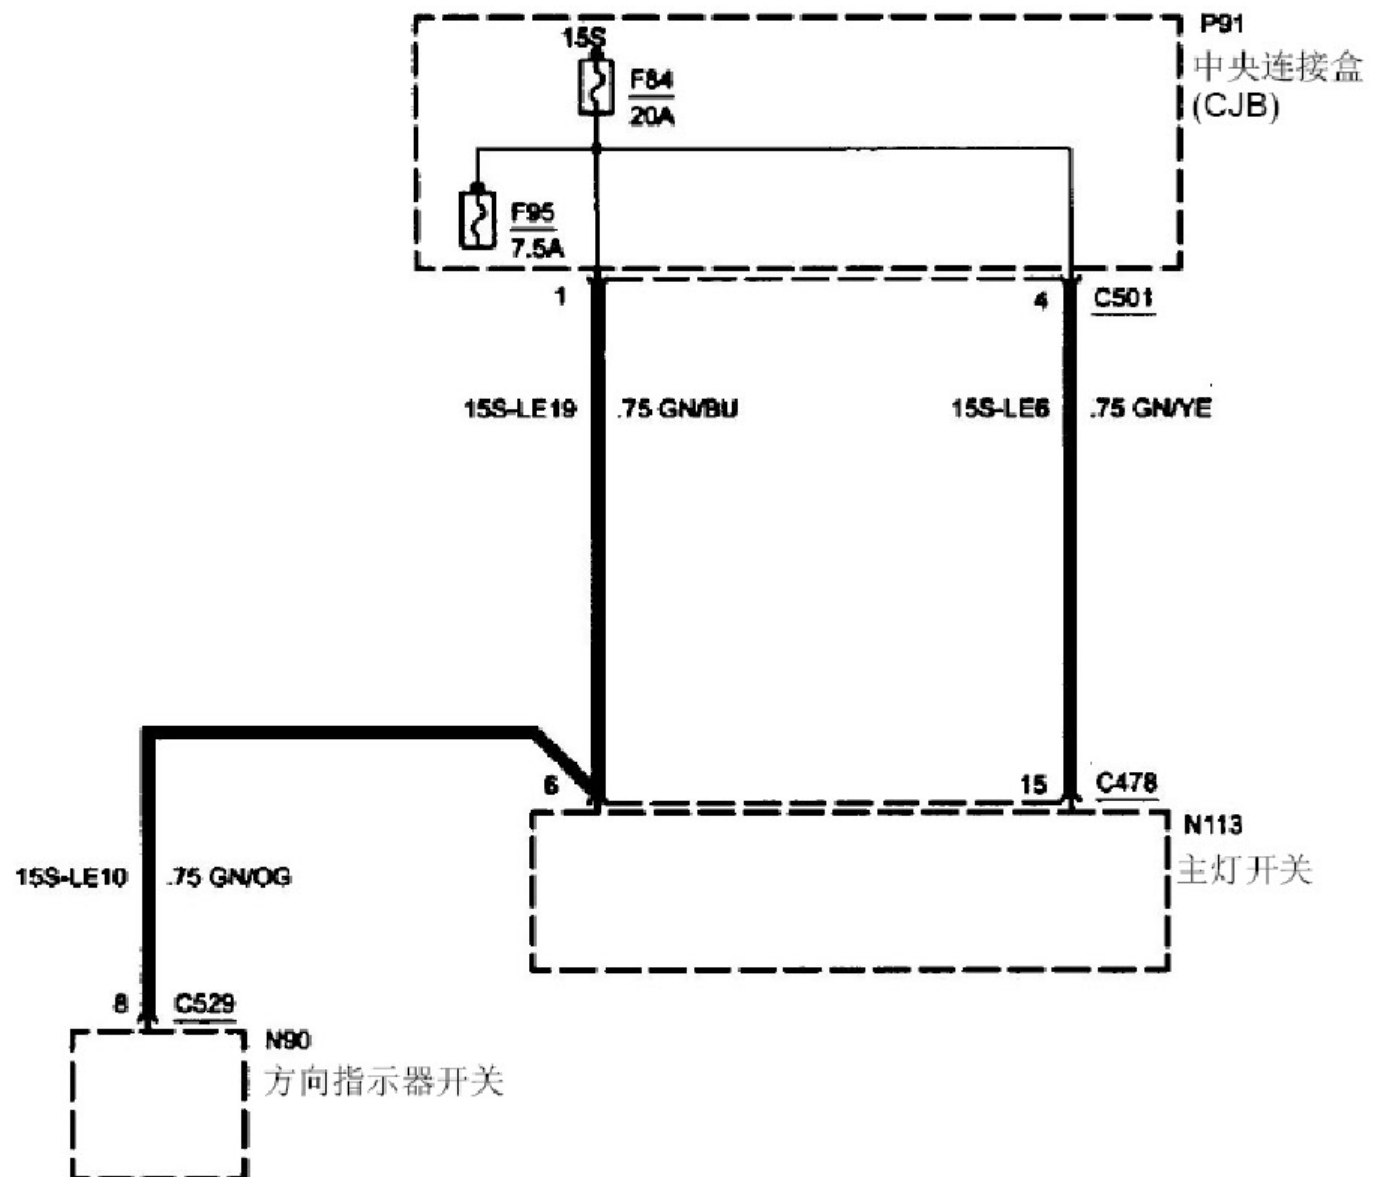 P91
中央连接盒
(CJB)
15S
F84
20A
F95
7.5A
1
4
C501
15S-LE19
.75 GN/BU
15S-LE6
.75 GN/YE
6
15
C478
N113
主灯开关
15S-LE10
.75 GN/OG
8
C529
N90
方向指示器开关